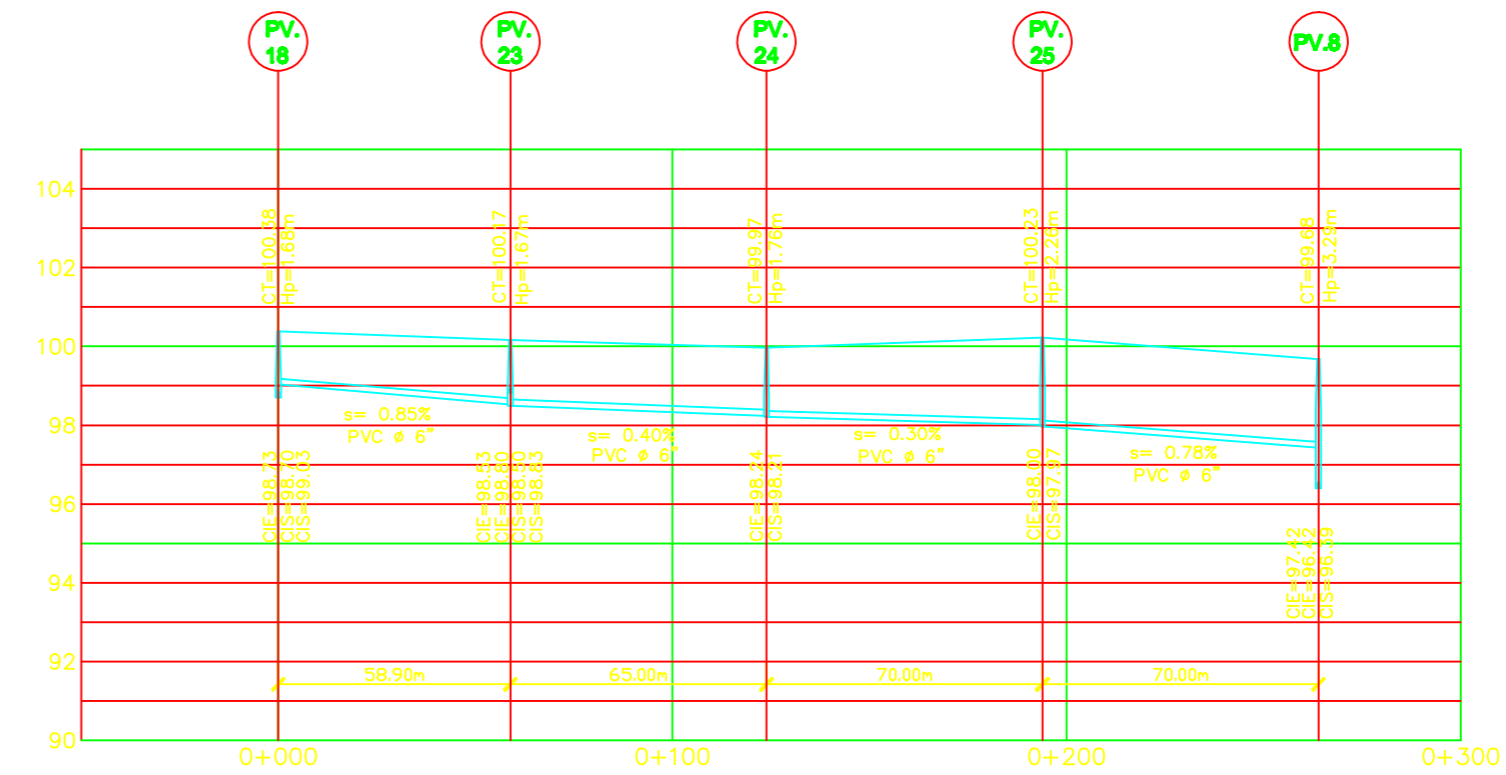 PV.
18
PV.
23
PV.
24
PV.
25
PV.8
104
102
100
98
96
94
92
90
CT=100.38
Hp=1.68m
CT=100.17
Hp=1.67m
CT=99.97
Hp=1.76m
CT=100.23
Hp=2.26m
CT=99.68
Hp=3.29m
s= 0.85%
PVC ø 6"
s= 0.40%
PVC ø 6"
s= 0.30%
PVC ø 6"
s= 0.78%
PVC ø 6"
CIE=98.73
CIS=98.70
CIS=99.03
CIE=98.53
CIE=98.80
CIS=98.50
CIS=98.83
CIE=98.24
CIS=98.21
CIE=98.00
CIS=97.97
CIE=97.42
CIE=96.42
CIS=96.39
58.90m
65.00m
70.00m
70.00m
0+000
0+100
0+200
0+300